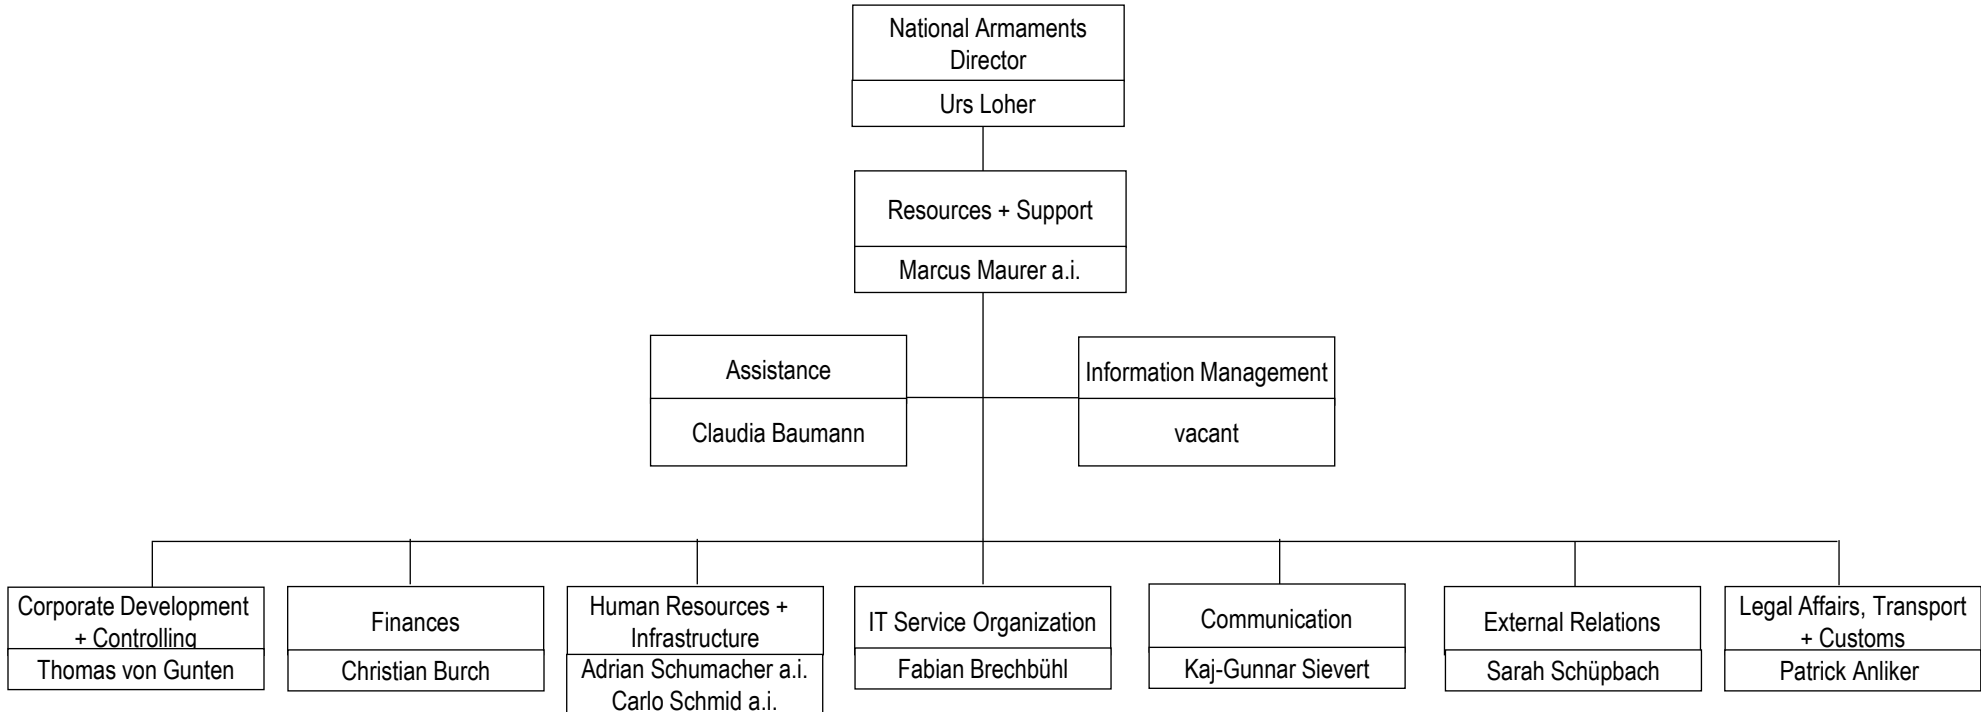 National Armaments
Director
Urs Loher
Resources + Support
Marcus Maurer a.i.
Assistance
Claudia Baumann
Information Management
vacant
Corporate Development
+ Controlling
Thomas von Gunten
Finances
Christian Burch
Human Resources +
Infrastructure
Adrian Schumacher a.i.
Carlo Schmid a.i.
IT Service Organization
Fabian Brechbühl
Communication
Kaj-Gunnar Sievert
External Relations
Sarah Schüpbach
Legal Affairs, Transport
+ Customs
Patrick Anliker